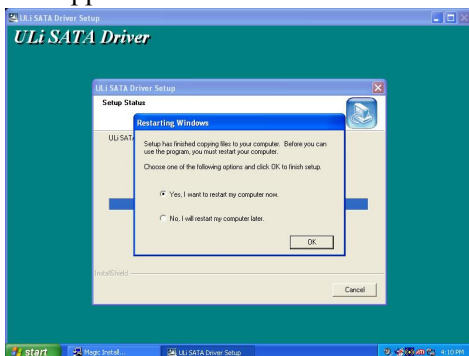 ULi SATA Driver Setup
ULi SATA Driver
ULi SATA Driver Setup
Setup Status
Restarting Windows
ULi SATA
Setup has finished copying files to your computer. Before you can
use the program, you must restart your computer.
Choose one of the following options and click OK to finish setup.
Yes, I want to restart my computer now.
No, I will restart my computer later.
OK
InstallShield
Cancel
start
Magic Install...
ULi SATA Driver Setup
4:10 PM